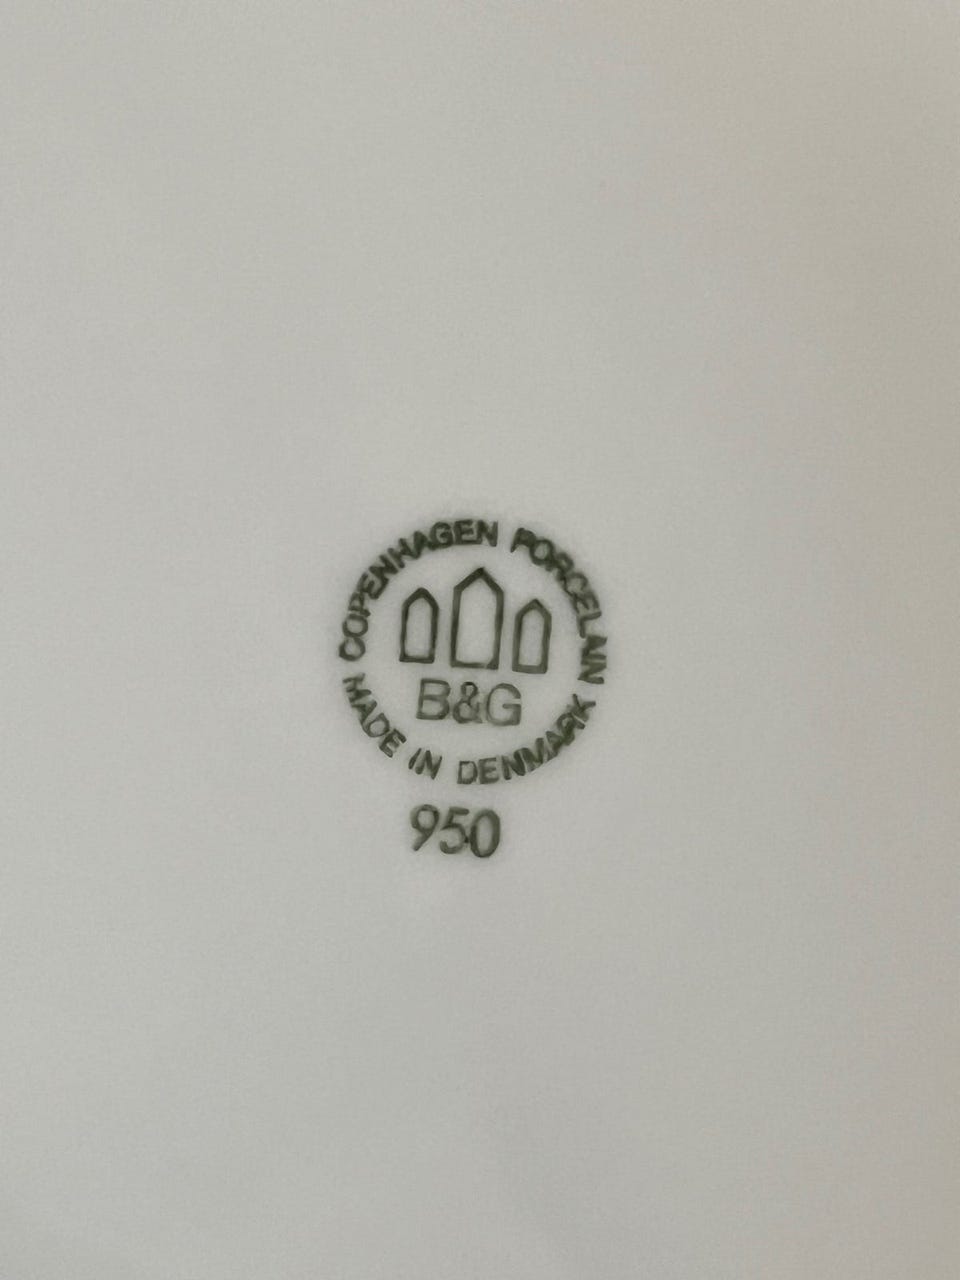 COPENHAGEN PORCELAIN
B&G
MADE IN DENMARK
950